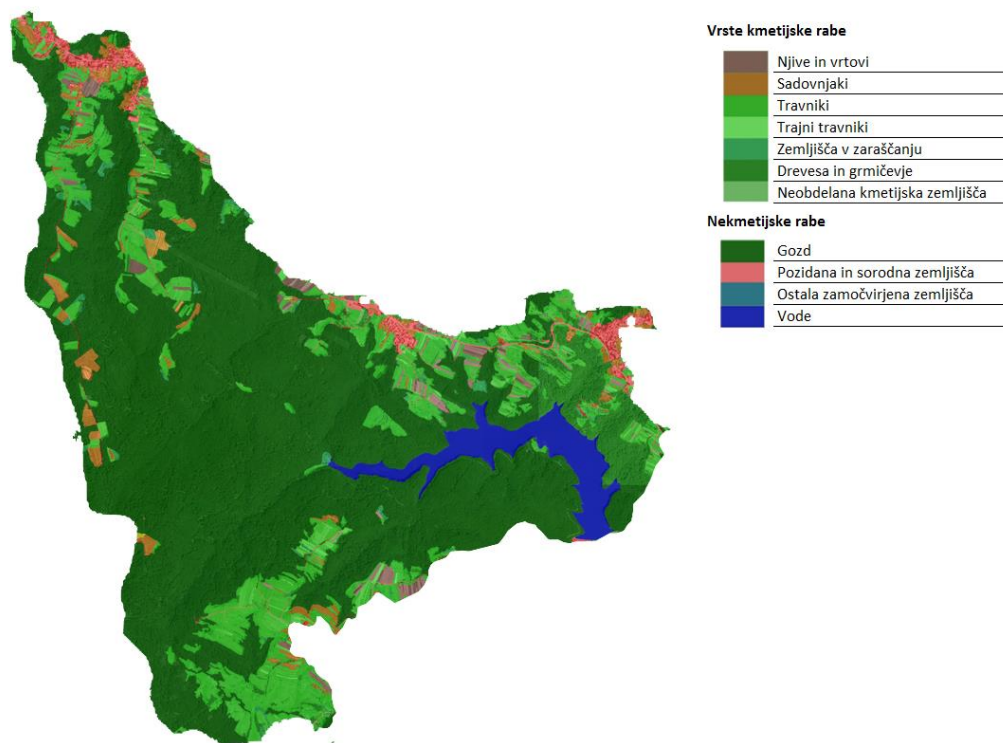 Vrste kmetijske rabe
Njive in vrtovi
Sadovnjaki
Travniki
Trajni travniki
Zemljišča v zaraščanju
Drevesa in grmičevje
Neobdelana kmetijska zemljišča
Nekmetijske rabe
Gozd
Pozidana in sorodna zemljišča
Ostala zamočvirjena zemljišča
Vode